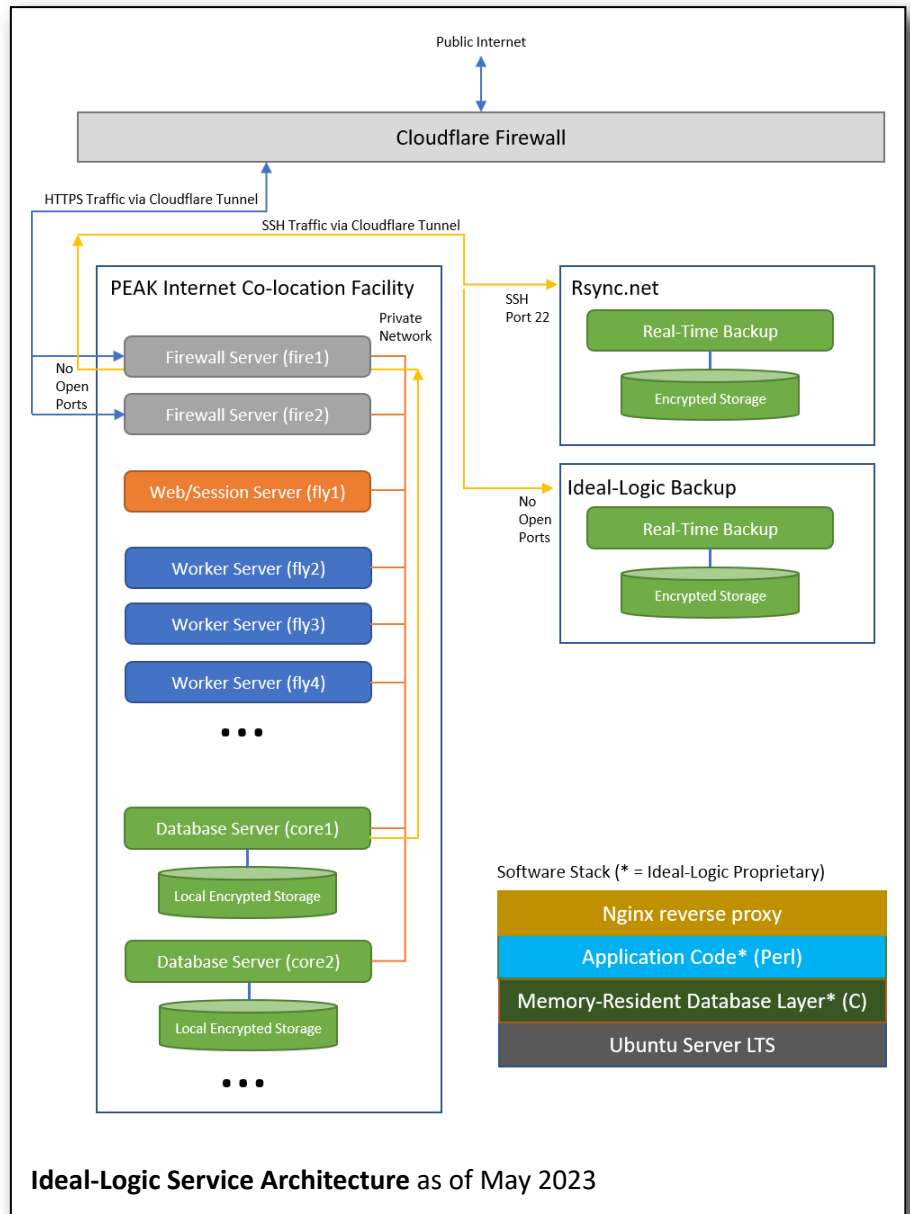 Public Internet
Cloudflare Firewall
HTTPS Traffic via Cloudflare Tunnel
SSH Traffic via Cloudflare Tunnel
PEAK Internet Co-location Facility
Private
Network
Firewall Server (fire1)
No
Open
Ports
Firewall Server (fire2)
Web/Session Server (fly1)
Worker Server (fly2)
Worker Server (fly3)
Worker Server (fly4)
...
Database Server (core1)
Local Encrypted Storage
Database Server (core2)
Local Encrypted Storage
...
SSH
Port 22
Rsync.net
Real-Time Backup
Encrypted Storage
No
Open
Ports
Ideal-Logic Backup
Real-Time Backup
Encrypted Storage
Software Stack (* = Ideal-Logic Proprietary)
Nginx reverse proxy
Application Code* (Perl)
Memory-Resident Database Layer* (C)
Ubuntu Server LTS
Ideal-Logic Service Architecture as of May 2023